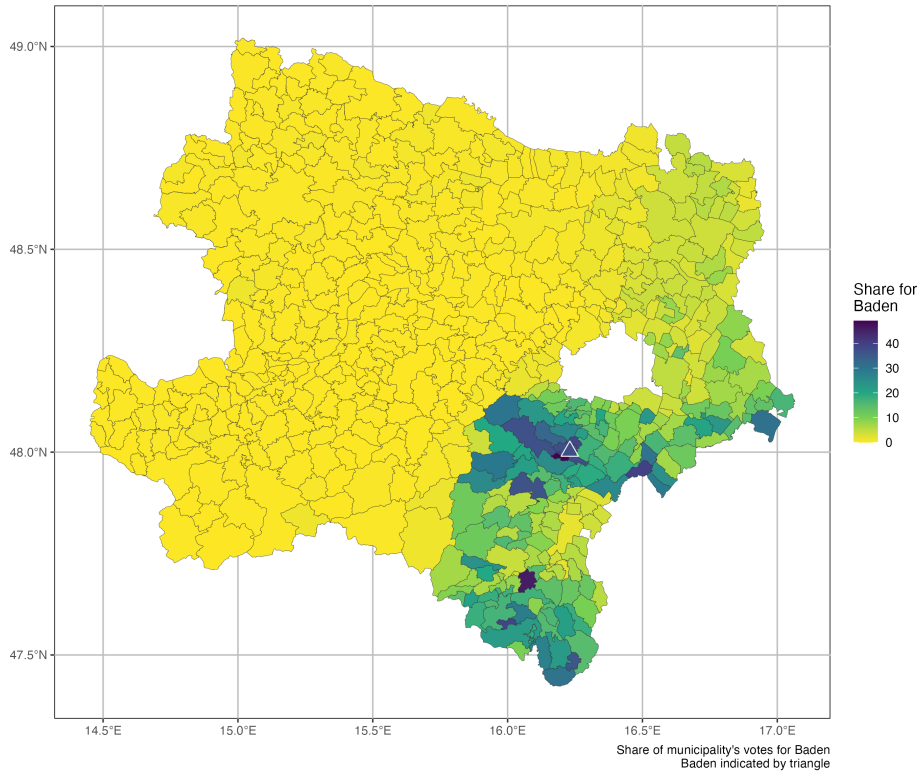 49.0°N
48.5°N
48.0°N
47.5°N
14.5°E 15.0°E 15.5°E 16.0°E 16.5°E 17.0°E
Share for
Baden
40
30
20
10
0
Share of municipality's votes for Baden
Baden indicated by triangle